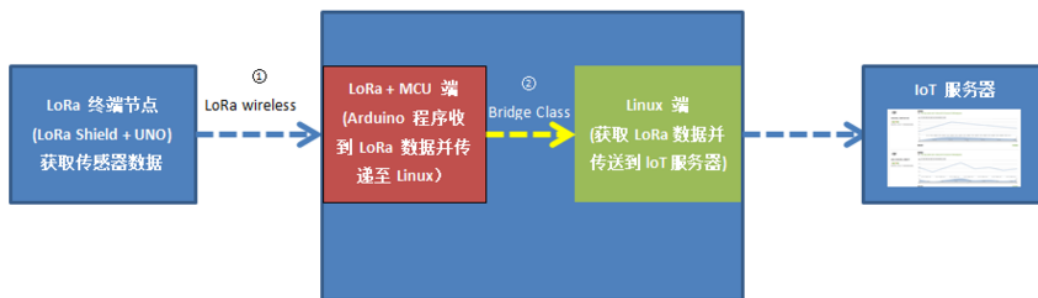 LoRa 终端节点
(LoRa Shield + UNO)
获取传感器数据
①
LoRa wireless
LoRa + MCU 端
(Arduino 程序收
到 LoRa 数据并传
递至 Linux）
②
Bridge Class
Linux 端
(获取 LoRa 数据并
传送到 IoT 服务器)
IoT 服务器